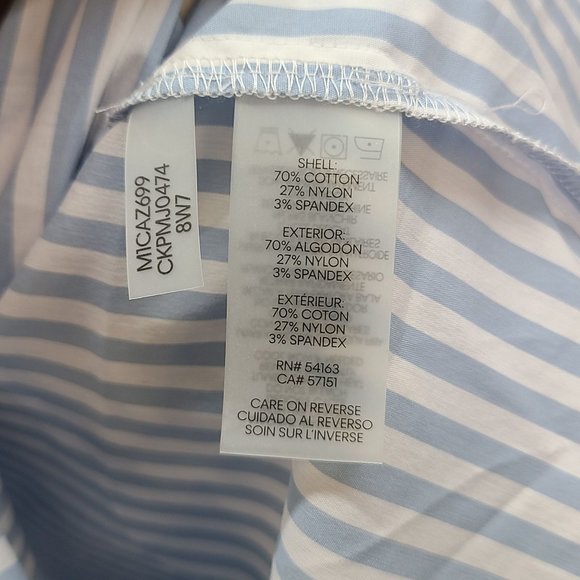 M1CAZ699
CKPMJ0474
8W7
SHELL:
70% COTTON
27% NYLON
3% SPANDEX
EXTERIOR:
70% ALGODÓN
27% NYLON
3% SPANDEX
EXTÉRIEUR:
70% COTON
27% NYLON
3% SPANDEX
RN# 54163
CA# 57151
CARE ON REVERSE
CUIDADO AL REVERSO
SOIN SUR L'INVERSE